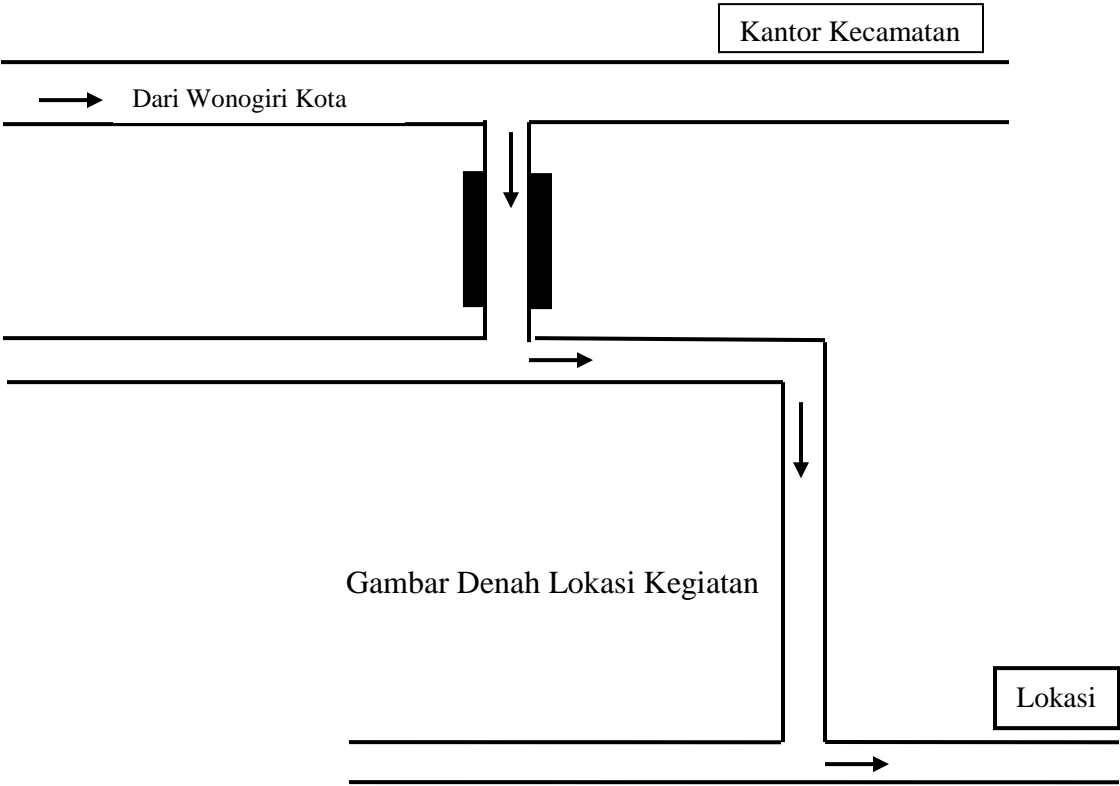 Kantor Kecamatan
Dari Wonogiri Kota
Gambar Denah Lokasi Kegiatan
Lokasi